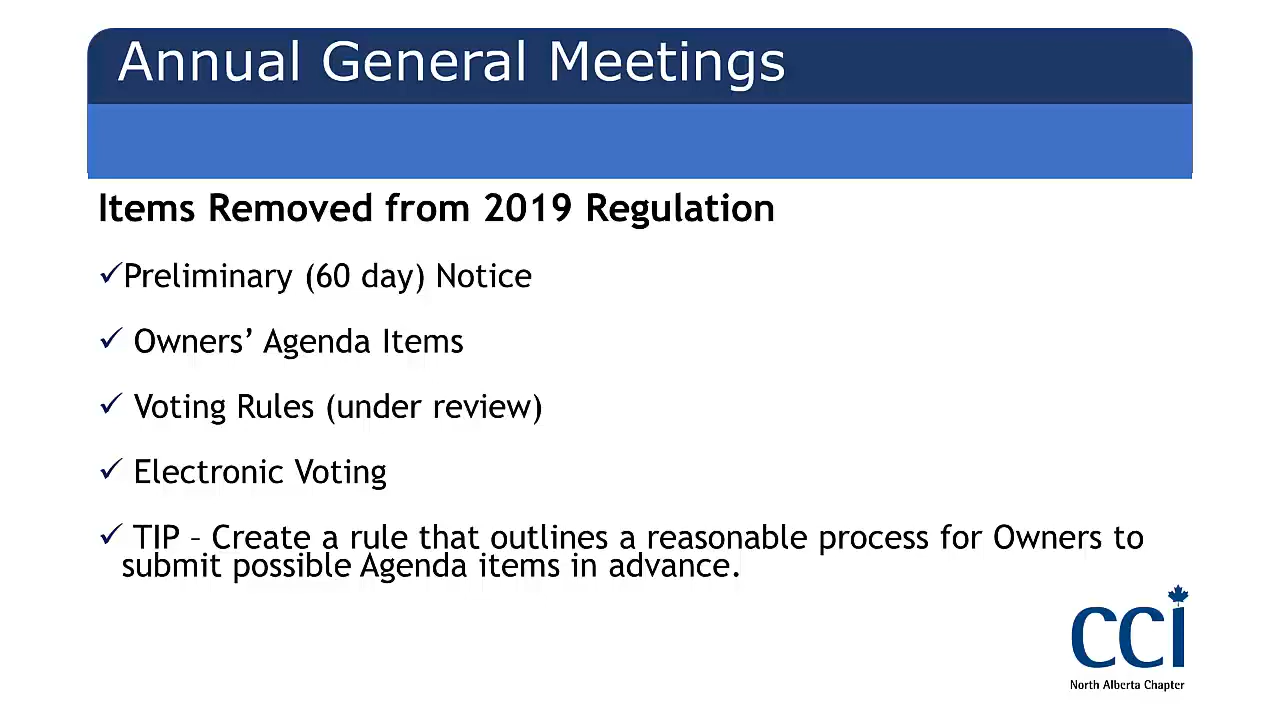 Annual General Meetings
Items Removed from 2019 Regulation
✓Preliminary (60 day) Notice
✓ Owners’ Agenda Items
✓ Voting Rules (under review)
✓ Electronic Voting
✓ TIP – Create a rule that outlines a reasonable process for Owners to
submit possible Agenda items in advance.
CCI
North Alberta Chapter